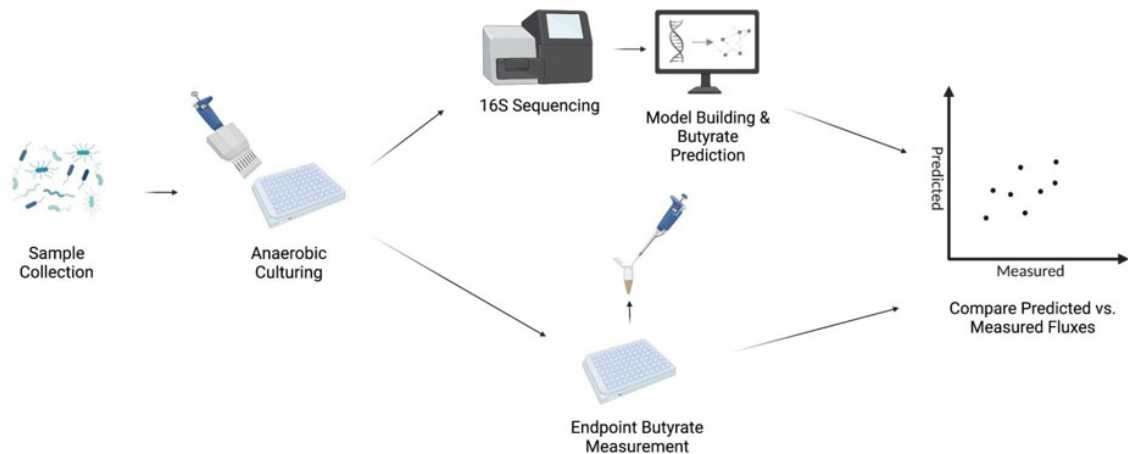 16S Sequencing
Model Building &
Butyrate
Prediction
Sample
Collection
Anaerobic
Culturing
Predicted
Measured
Compare Predicted vs.
Measured Fluxes
Endpoint Butyrate
Measurement